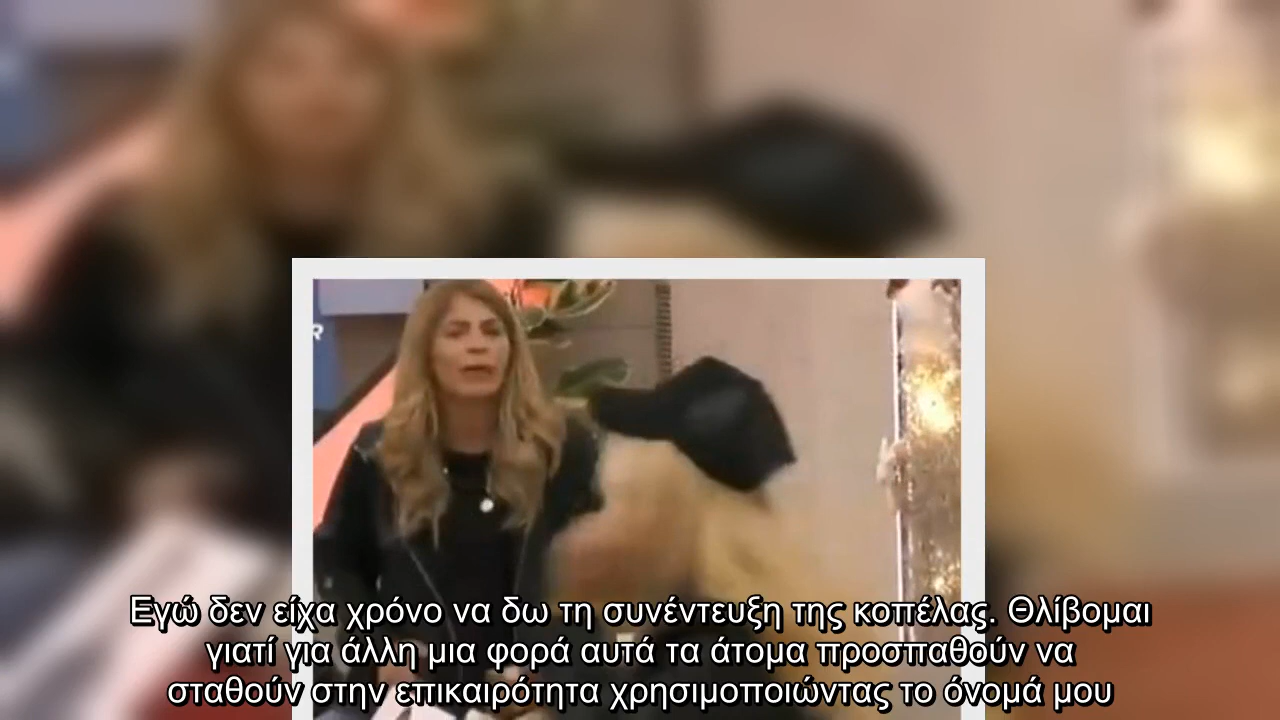 R
Εγώ δεν είχα χρόνο να δω τη συνέντευξη της κοπέλας. Θλίβομαι
γιατί για άλλη μια φορά αυτά τα άτομα προσπαθούν να
σταθούν στην επικαιρότητα χρησιμοποιώντας το όνομά μου